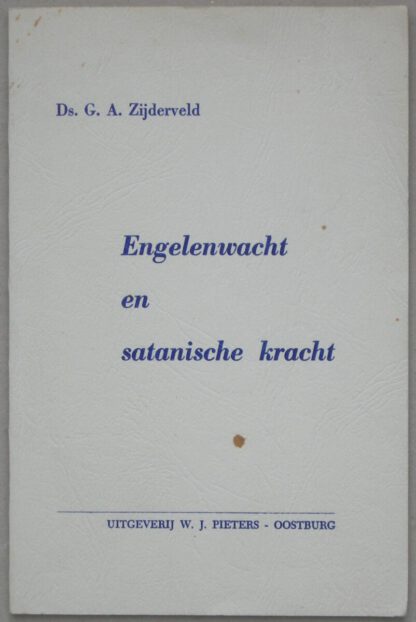 Ds. G. A. Zijderveld
Engelenwacht
en
satanische kracht
UITGEVERIJ W. J. PIETERS - OOSTBURG